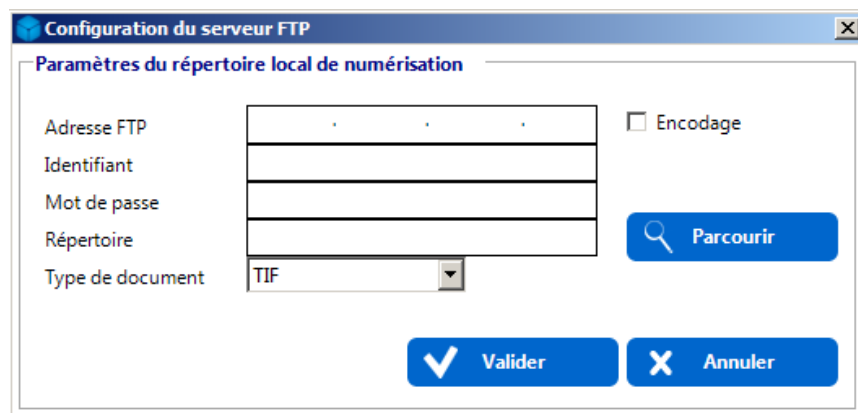 Configuration du serveur FTP
Paramètres du répertoire local de numérisation
Adresse FTP . . . Encodage
Identifiant
Mot de passe
Répertoire Parcourir
Type de document TIF
Valider Annuler